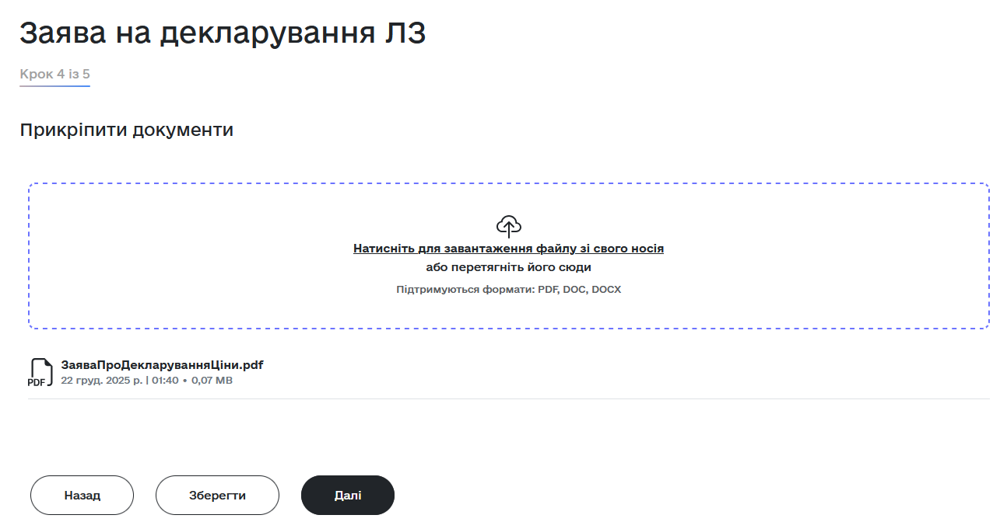 Заява на декларування ЛЗ
Крок 4 із 5
Прикріпити документи
Натисніть для завантаження файлу зі свого носія
або перетягніть його сюди
Підтримуються формати: PDF, DOC, DOCX
PDF
ЗаяваПроДекларуванняЦіни.pdf
22 груд. 2025 р. | 01:40 • 0,07 MB
Назад
Зберегти
Далі